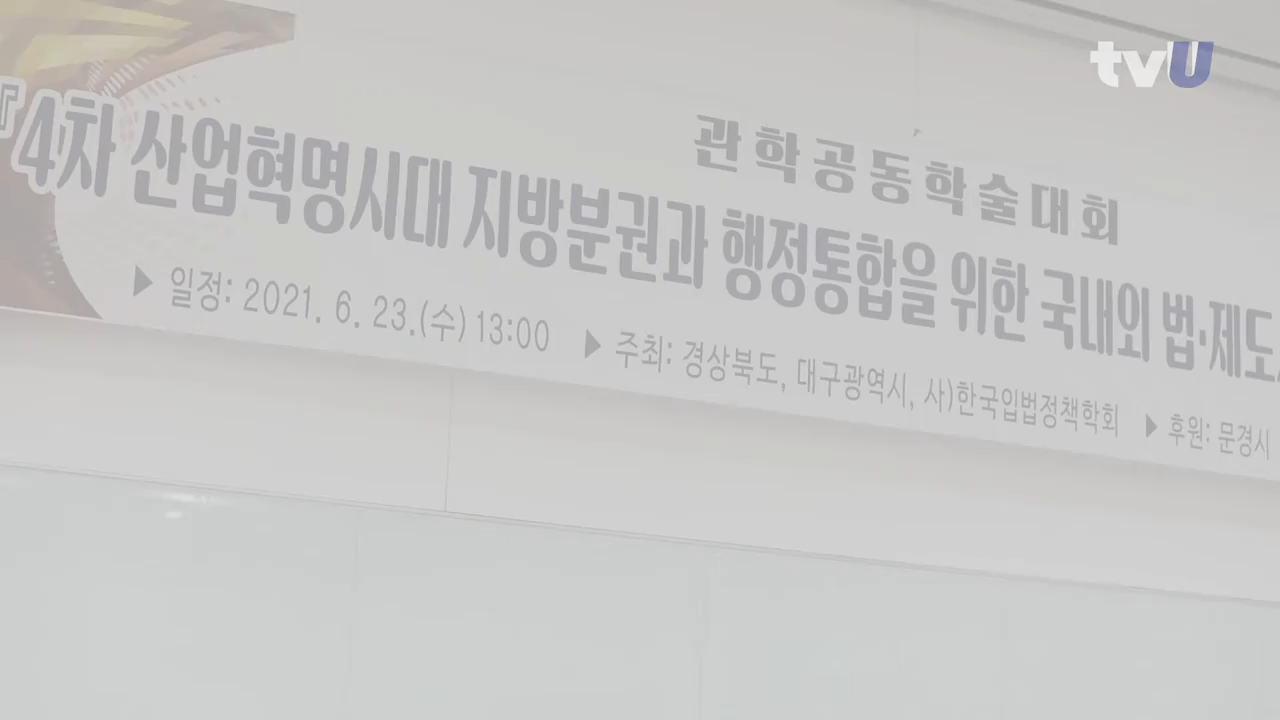 tvU
관학공동학술대회
『4차 산업혁명시대 지방분권과 행정통합을 위한 국내외 법·제도
▶ 일정: 2021. 6. 23.(수) 13:00 ▶ 주최: 경상북도, 대구광역시, 사)한국입법정책학회 ▶ 후원: 문경시